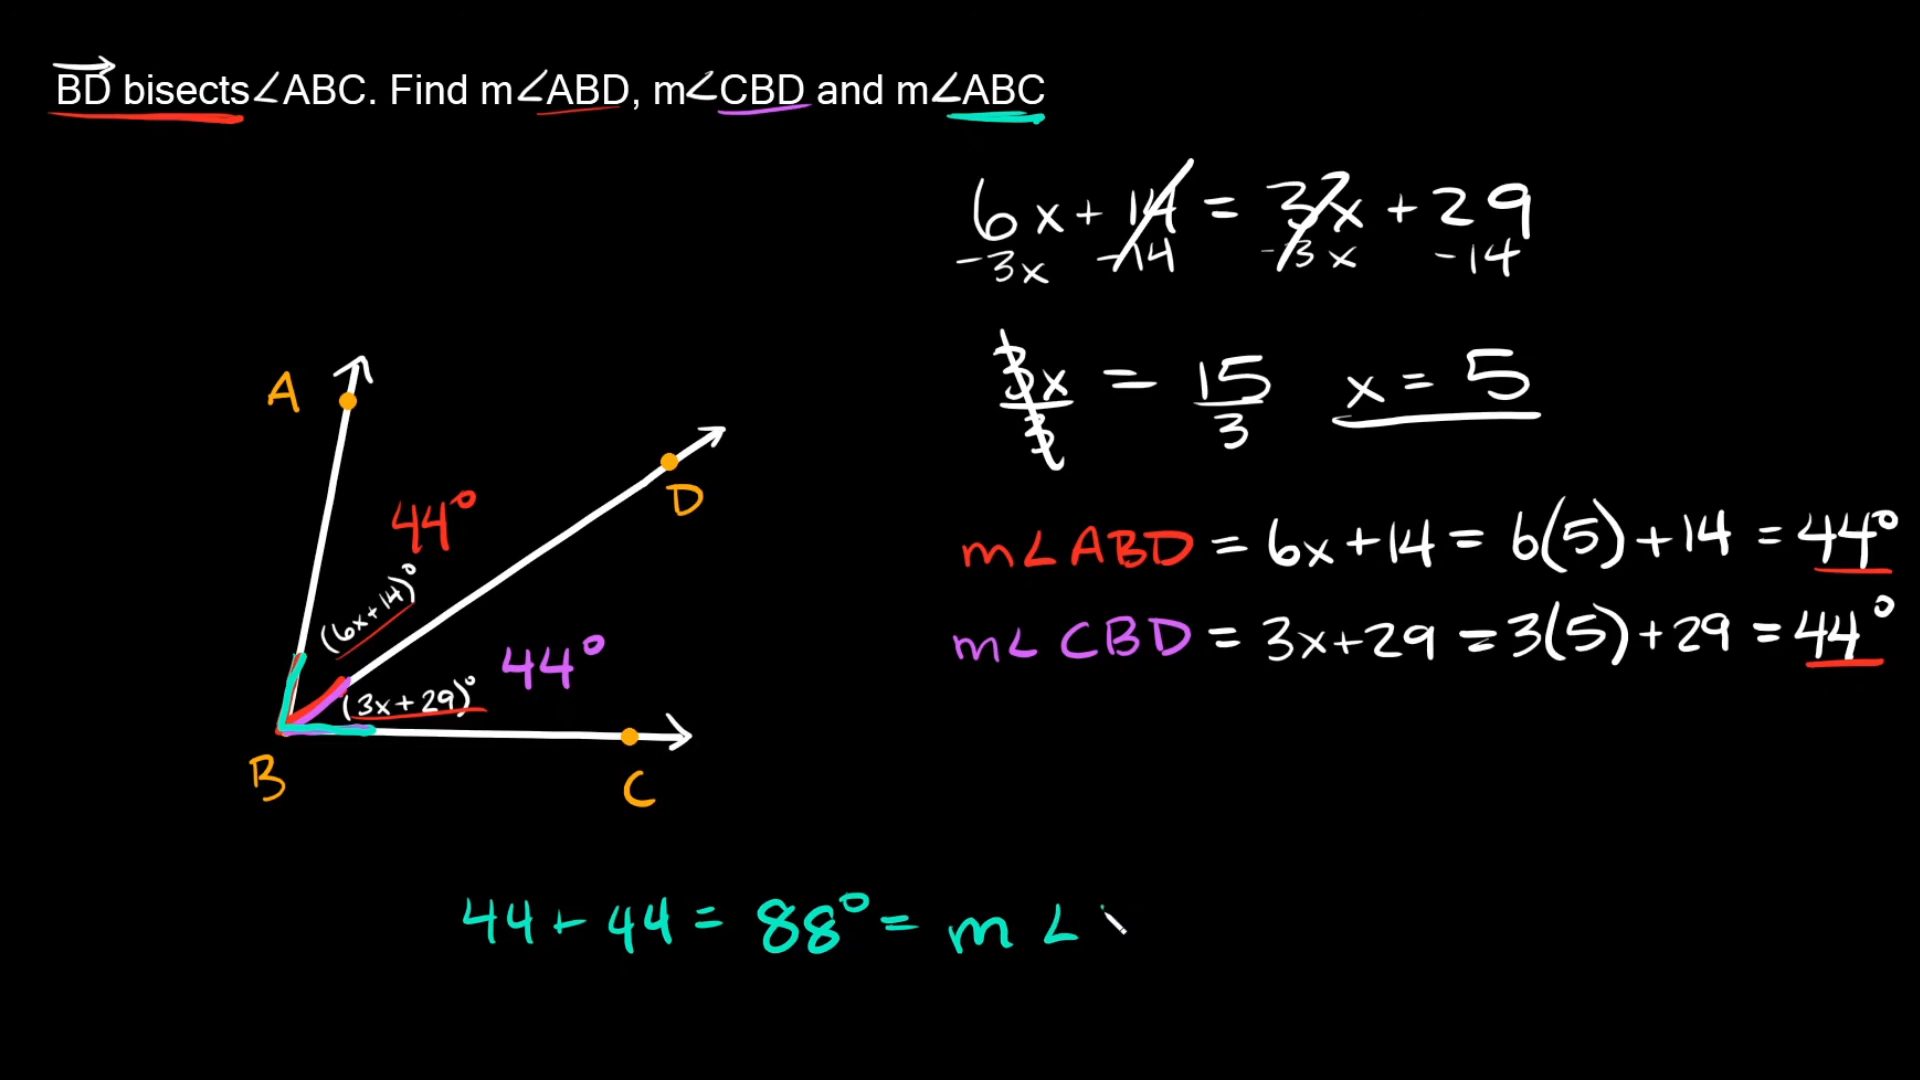 BD bisects∠ABC. Find m∠ABD, m∠CBD and m∠ABC
6x + 14 = 3x + 29
-3x -14 -3x -14
3x = 15 x = 5
3 3
A
D
44°
(6x+14)°
m∠ABD = 6x+14 = 6(5)+14 = 44°
m∠CBD = 3x+29 = 3(5)+29 = 44°
44°
(3x+29)°
B
C
44 + 44 = 88° = m∠